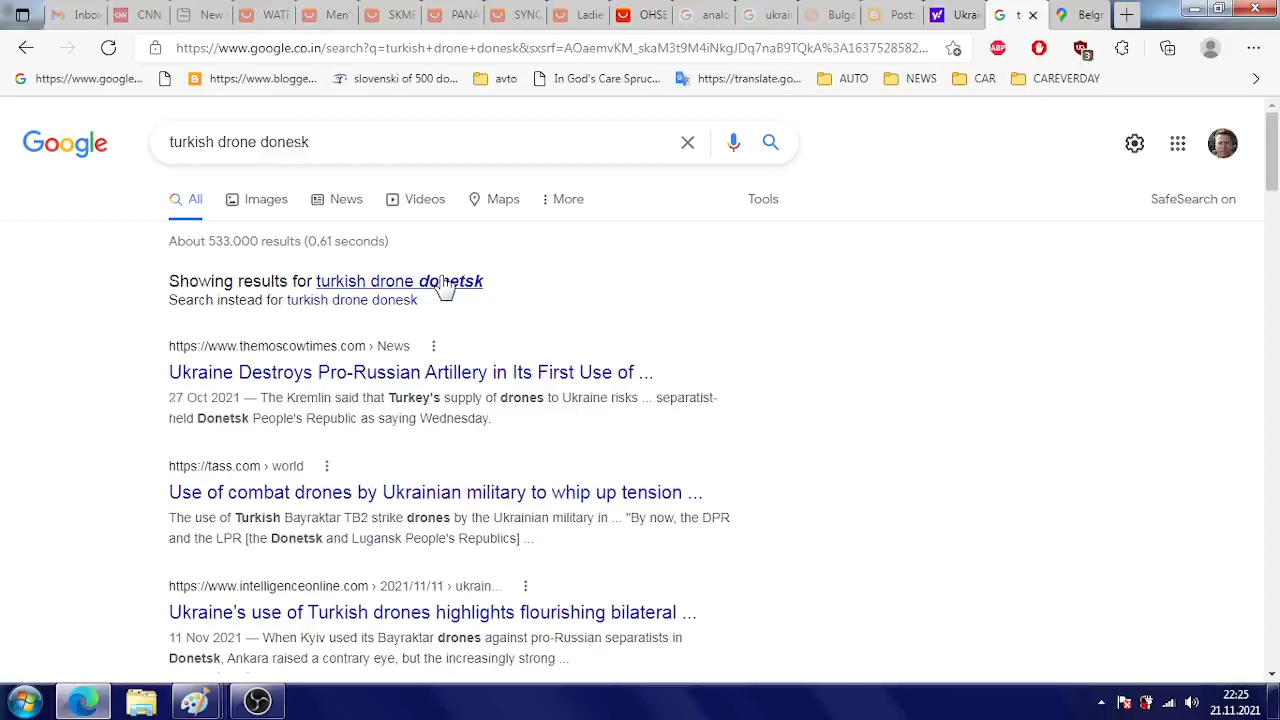 Inbo
CNN
New
WATE
Men'
SKME
PANA
SYNC
Ladie
OHSE
analo
ukrai
Bulga
Post:
Ukrai
t
Belgr
https://www.google.co.in/search?q=turkish+drone+donesk&sxsrf=AOaemvKM_skaM3t9M4iNkgJDq7naB9TQkA%3A1637528582...
ABP
3
https://www.google...
https://www.blogge...
slovenski of 500 do...
avto
In God's Care Spruc...
https://translate.go...
AUTO
NEWS
CAR
CAREVERDAY
Google
turkish drone donesk
All
Images
News
Videos
Maps
More
Tools
SafeSearch on
About 533.000 results (0,61 seconds)
Showing results for turkish drone donetsk
Search instead for turkish drone donesk
https://www.themoscowtimes.com › News
Ukraine Destroys Pro-Russian Artillery in Its First Use of ...
27 Oct 2021 — The Kremlin said that Turkey's supply of drones to Ukraine risks ... separatist-
held Donetsk People's Republic as saying Wednesday.
https://tass.com › world
Use of combat drones by Ukrainian military to whip up tension ...
The use of Turkish Bayraktar TB2 strike drones by the Ukrainian military in ... "By now, the DPR
and the LPR [the Donetsk and Lugansk People's Republics] ...
https://www.intelligenceonline.com › 2021/11/11 › ukrain...
Ukraine's use of Turkish drones highlights flourishing bilateral ...
11 Nov 2021 — When Kyiv used its Bayraktar drones against pro-Russian separatists in
Donetsk, Ankara raised a contrary eye, but the increasingly strong ...
22:25
21.11.2021